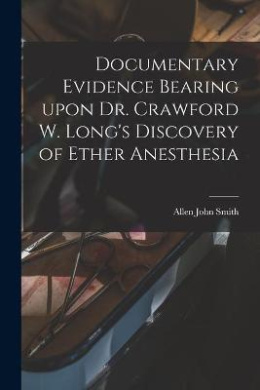 Documentary
Evidence Bearing
upon Dr. Crawford
W. Long's Discovery
of Ether Anesthesia
Allen John Smith